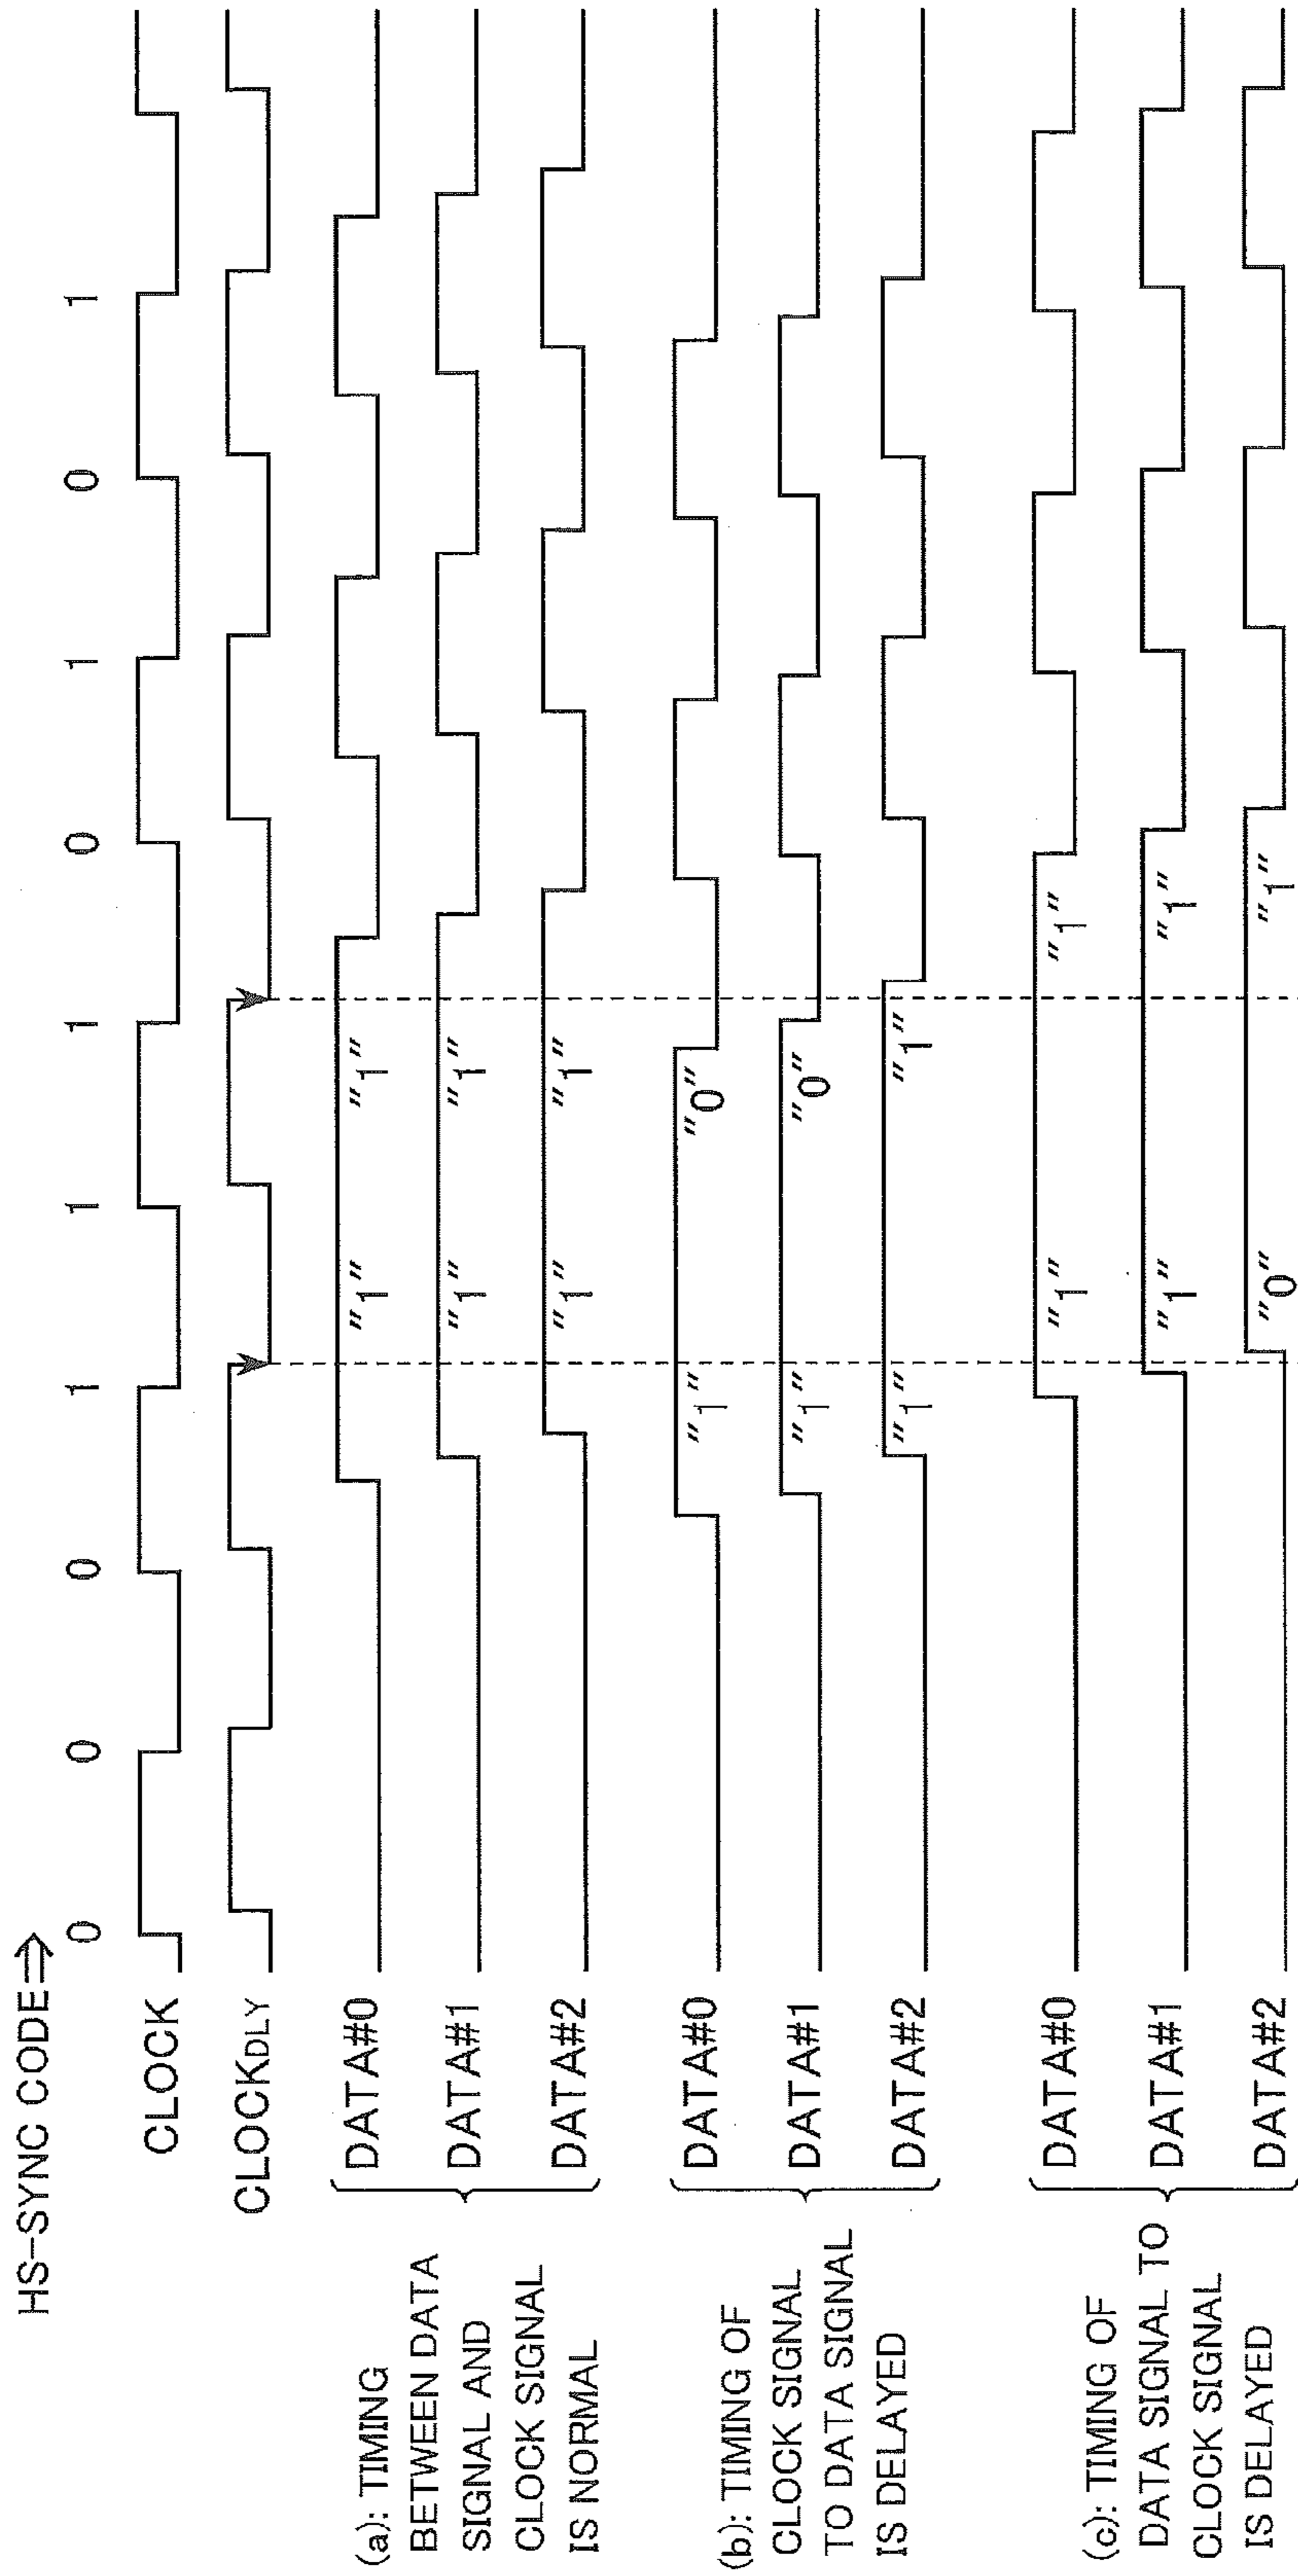 HS-SYNC CODE⇒
0 0 0 1 1 1 0 1 0 1
CLOCK
CLOCKDLY
(a): TIMING
BETWEEN DATA
SIGNAL AND
CLOCK SIGNAL
IS NORMAL
DATA#0
"1" "1"
DATA#1
"1" "1"
DATA#2
"1" "1"
(b): TIMING OF
CLOCK SIGNAL
TO DATA SIGNAL
IS DELAYED
DATA#0
"1" "0"
DATA#1
"1" "0"
DATA#2
"1" "1"
(c): TIMING OF
DATA SIGNAL TO
CLOCK SIGNAL
IS DELAYED
DATA#0
"1" "1"
DATA#1
"1" "1"
DATA#2
"0" "1"